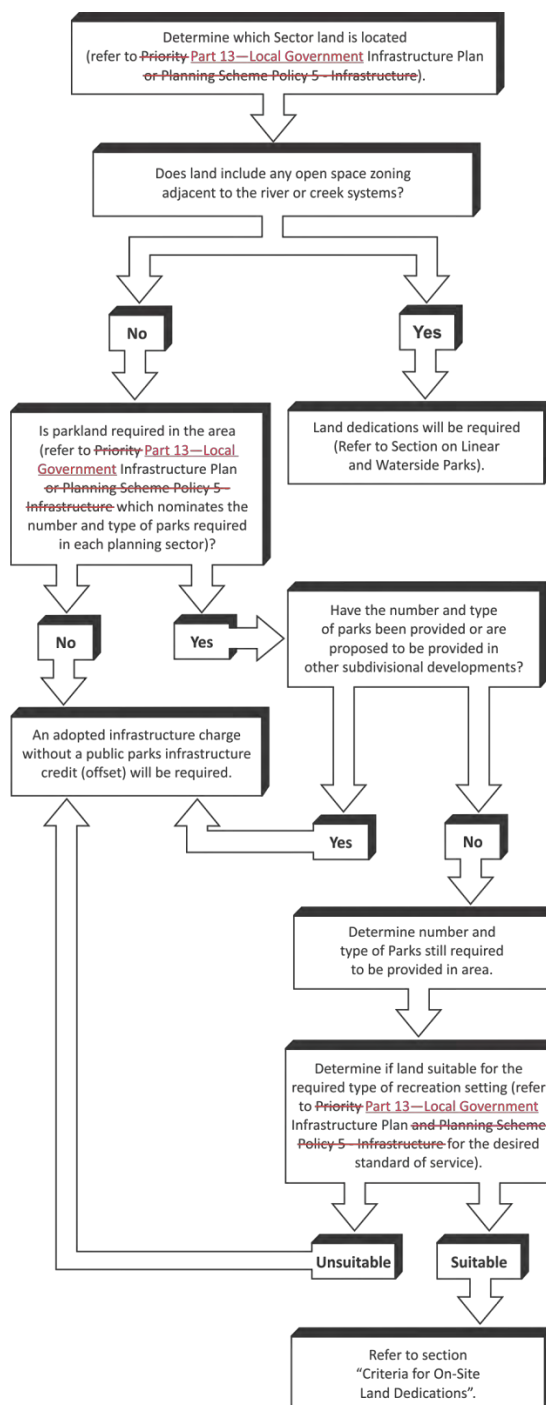 Determine which Sector land is located
(refer to Priority Part 13—Local Government Infrastructure Plan
or Planning Scheme Policy 5 - Infrastructure).
Does land include any open space zoning
adjacent to the river or creek systems?
No
Yes
Is parkland required in the area
(refer to Priority Part 13—Local
Government Infrastructure Plan
or Planning Scheme Policy 5 -
Infrastructure which nominates the
number and type of parks required
in each planning sector)?
Land dedications will be required
(Refer to Section on Linear
and Waterside Parks).
No
Yes
Have the number and type
of parks been provided or are
proposed to be provided in
other subdivisional developments?
An adopted infrastructure charge
without a public parks infrastructure
credit (offset) will be required.
Yes
No
Determine number and
type of Parks still required
to be provided in area.
Determine if land suitable for the
required type of recreation setting (refer
to Priority Part 13—Local Government
Infrastructure Plan and Planning Scheme
Policy 5 - Infrastructure for the desired
standard of service).
Unsuitable
Suitable
Refer to section
“Criteria for On-Site
Land Dedications”.